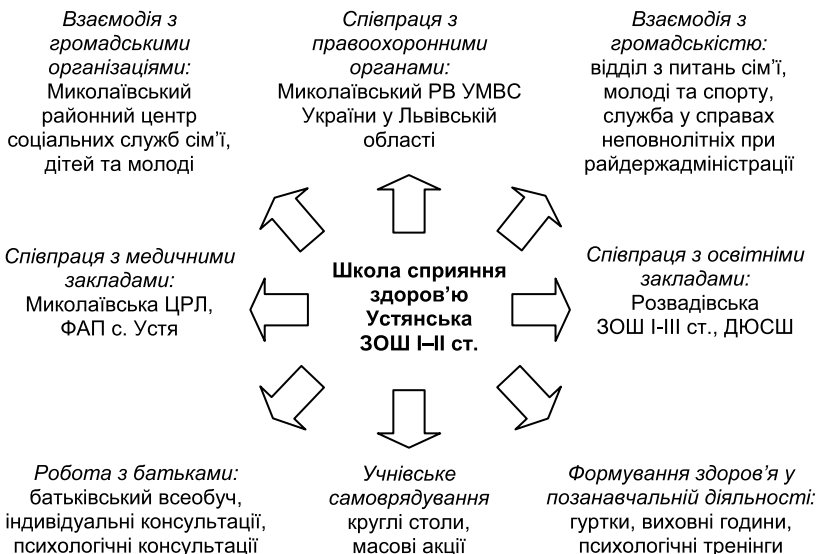 Взаємодія з
громадськими
організаціями:
Миколаївський
районний центр
соціальних служб сім’ї,
дітей та молоді
Співпраця з
правоохоронними
органами:
Миколаївський РВ УМВС
України у Львівській
області
Взаємодія з
громадськістю:
відділ з питань сім’ї,
молоді та спорту,
служба у справах
неповнолітніх при
райдержадміністрації
Співпраця з медичними
закладами:
Миколаївська ЦРЛ,
ФАП с. Устя
Школа сприяння
здоров’ю
Устянська
ЗОШ І–ІІ ст.
Співпраця з освітніми
закладами:
Розвадівська
ЗОШ І-ІІІ ст., ДЮСШ
Робота з батьками:
батьківський всеобуч,
індивідуальні консультації,
психологічні консультації
Учнівське
самоврядування
круглі столи,
масові акції
Формування здоров’я у
позанавчальній діяльності:
гуртки, виховні години,
психологічні тренінги